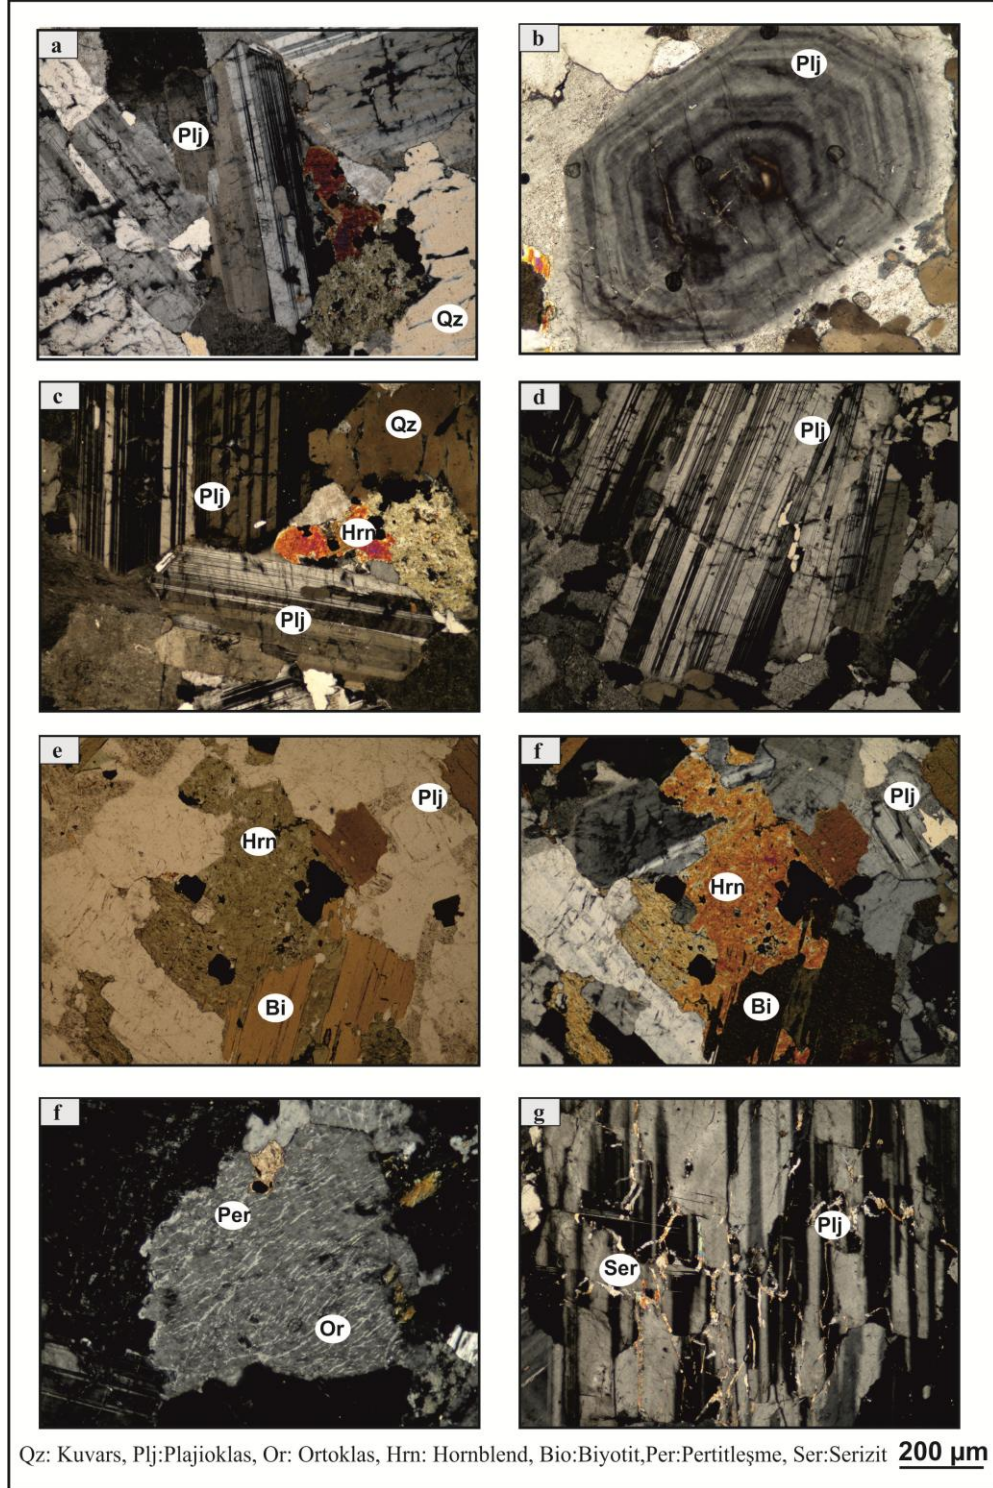 a
b
Plj
Plj
Qz
c
d
Qz
Plj
Plj
Hrn
Plj
e
f
Plj
Plj
Hrn
Hrn
Bi
Bi
f
g
Per
Plj
Ser
Or
Qz: Kuvars, Plj:Plajioklas, Or: Ortoklas, Hrn: Hornblend, Bio:Biyotit,Per:Pertitleşme, Ser:Serizit 200 µm